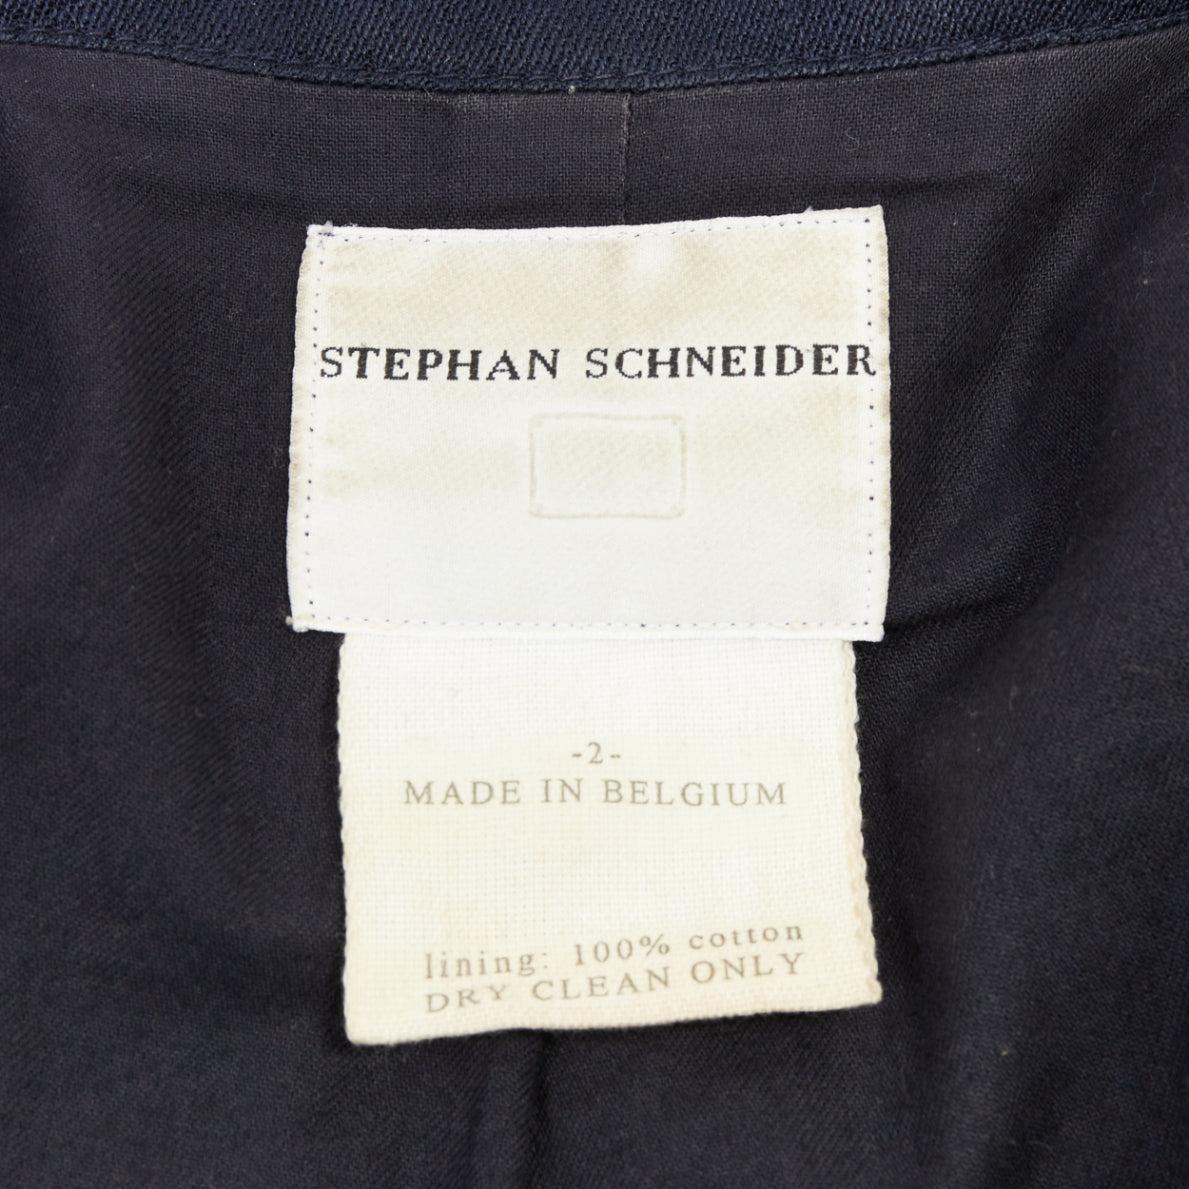 STEPHAN SCHNEIDER
-2-
MADE IN BELGIUM
lining: 100% cotton
DRY CLEAN ONLY